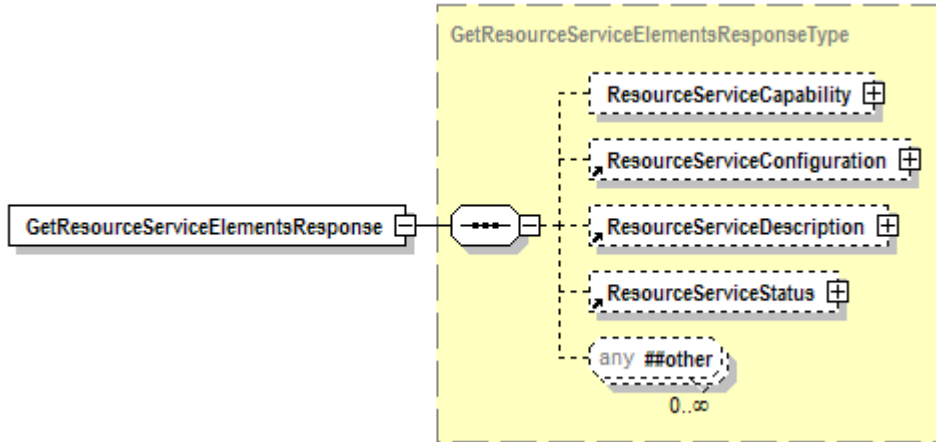 GetResourceServiceElementsResponseType
ResourceServiceCapability
ResourceServiceConfiguration
GetResourceServiceElementsResponse
ResourceServiceDescription
ResourceServiceStatus
any ##other
0..∞